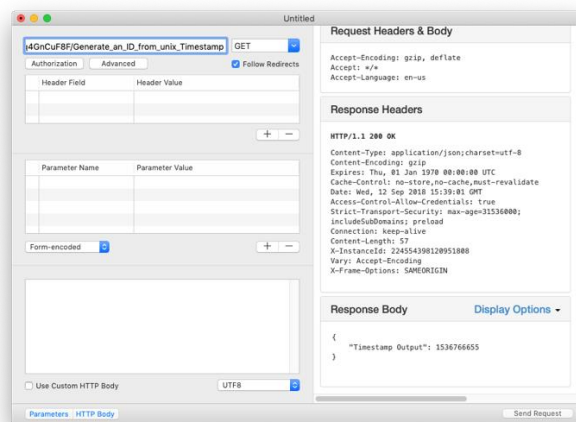 Untitled
4GnCuF8F/Generate_an_ID_from_unix_Timestamp
GET
Authorization
Advanced
Follow Redirects
Header Field
Header Value
+
−
Parameter Name
Parameter Value
Form-encoded
+
−
Use Custom HTTP Body
UTF8
Parameters
HTTP Body
Request Headers & Body
Accept-Encoding: gzip, deflate
Accept: */*
Accept-Language: en-us
Response Headers
HTTP/1.1 200 OK
Content-Type: application/json;charset=utf-8
Content-Encoding: gzip
Expires: Thu, 01 Jan 1970 00:00:00 UTC
Cache-Control: no-store,no-cache,must-revalidate
Date: Wed, 12 Sep 2018 15:39:01 GMT
Access-Control-Allow-Credentials: true
Strict-Transport-Security: max-age=31536000;
includeSubDomains; preload
Connection: keep-alive
Content-Length: 57
X-InstanceId: 224554398120951808
Vary: Accept-Encoding
X-Frame-Options: SAMEORIGIN
Response Body
Display Options
{
"Timestamp Output": 1536766655
}
Send Request